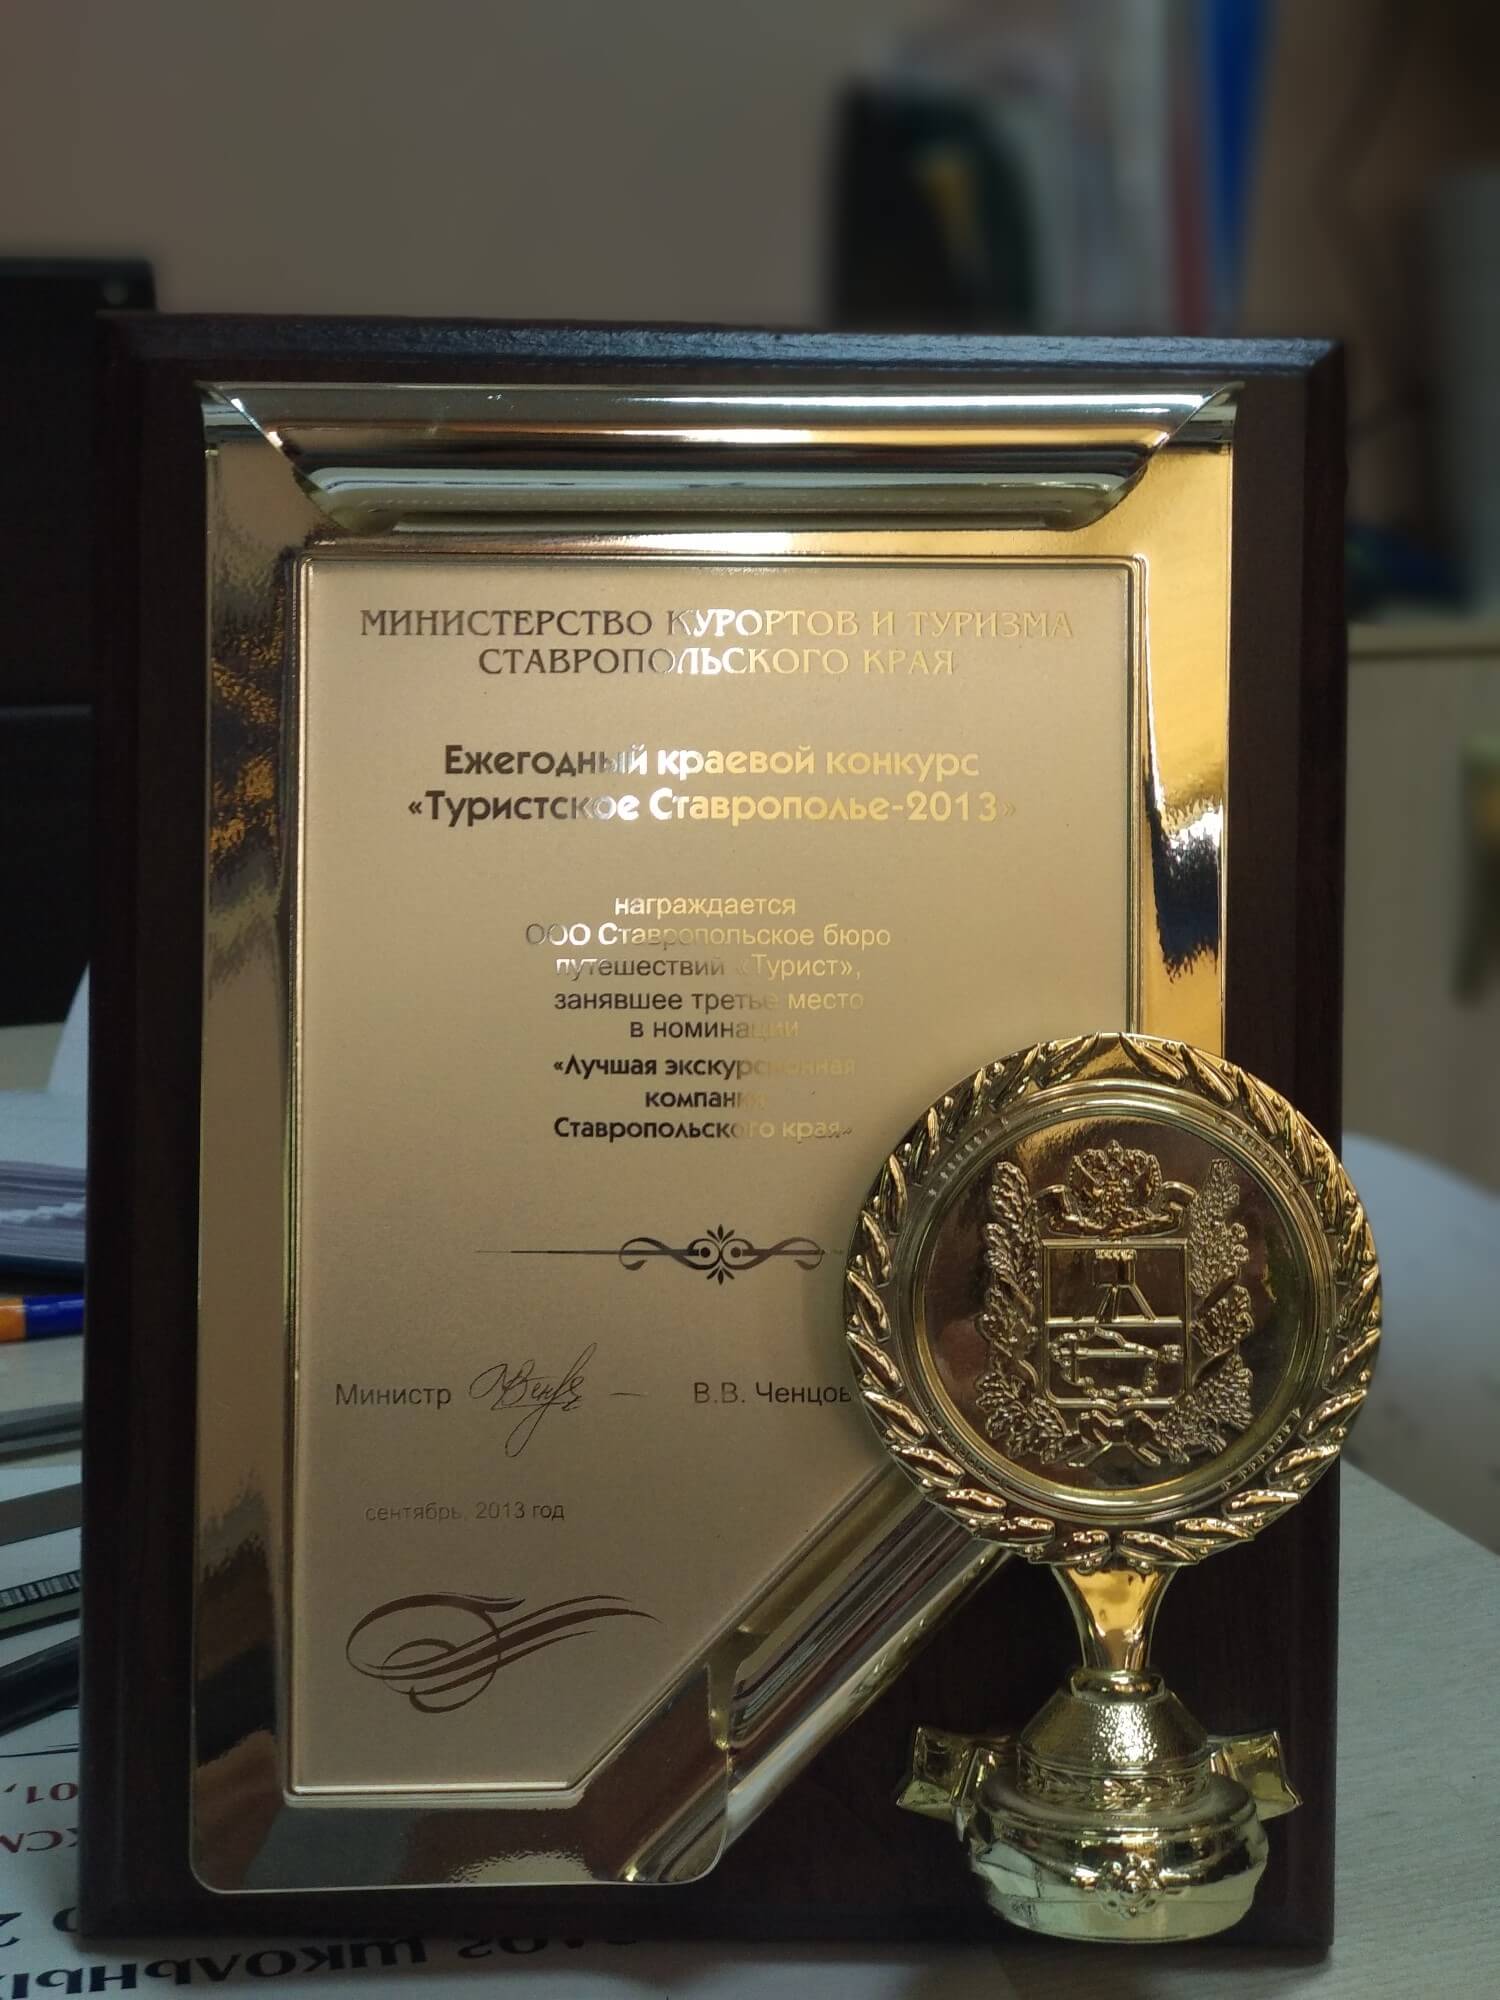 МИНИСТЕРСТВО КУРОРТОВ И ТУРИЗМА
СТАВРОПОЛЬСКОГО КРАЯ
Ежегодный краевой конкурс
«Туристское Ставрополье-2013»
награждается
ООО Ставропольское бюро
путешествий «Турист»,
занявшее третье место
в номинации
«Лучшая экскурсионная
компания
Ставропольского края»
Министр
В.В. Ченцов
сентябрь, 2013 год